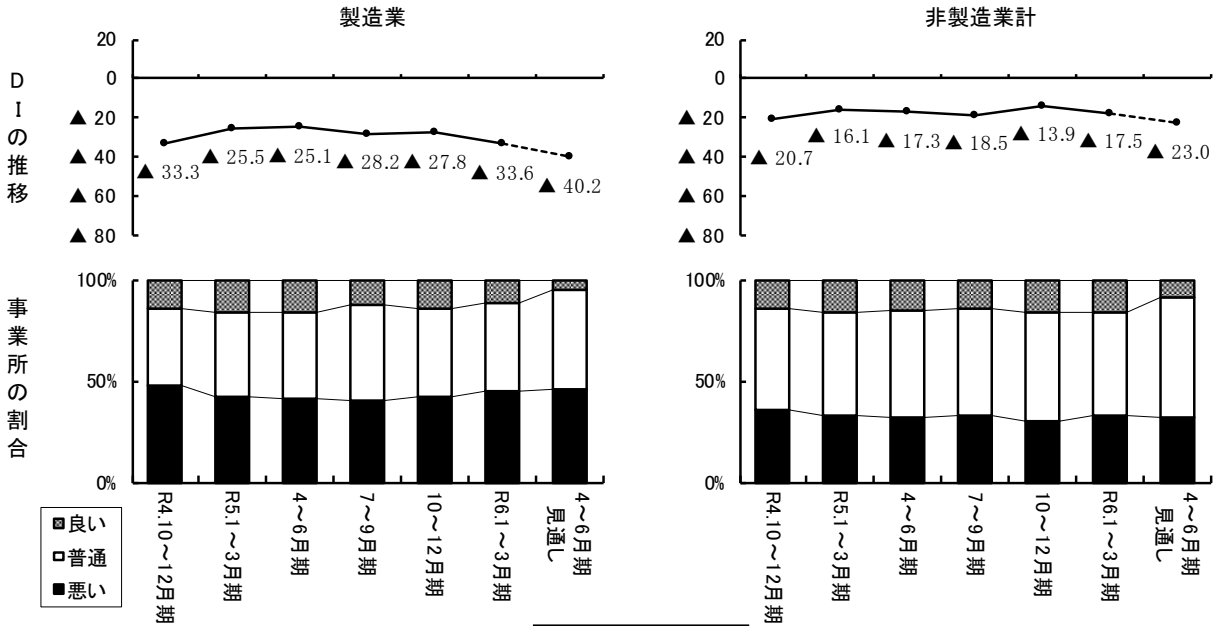 製造業
非製造業計
DIの推移
20
0
▲ 20
▲ 40
▲ 60
▲ 80
▲ 33.3
▲ 25.5
▲ 25.1
▲ 28.2
▲ 27.8
▲ 33.6
▲ 40.2
20
0
▲ 20
▲ 40
▲ 60
▲ 80
▲ 20.7
▲ 16.1
▲ 17.3
▲ 18.5
▲ 13.9
▲ 17.5
▲ 23.0
事業所の割合
100%
50%
0%
R4.10～12月期
R5.1～3月期
4～6月期
7～9月期
10～12月期
R6.1～3月期
4～6月期
見通し
100%
50%
0%
R4.10～12月期
R5.1～3月期
4～6月期
7～9月期
10～12月期
R6.1～3月期
4～6月期
見通し
良い
普通
悪い